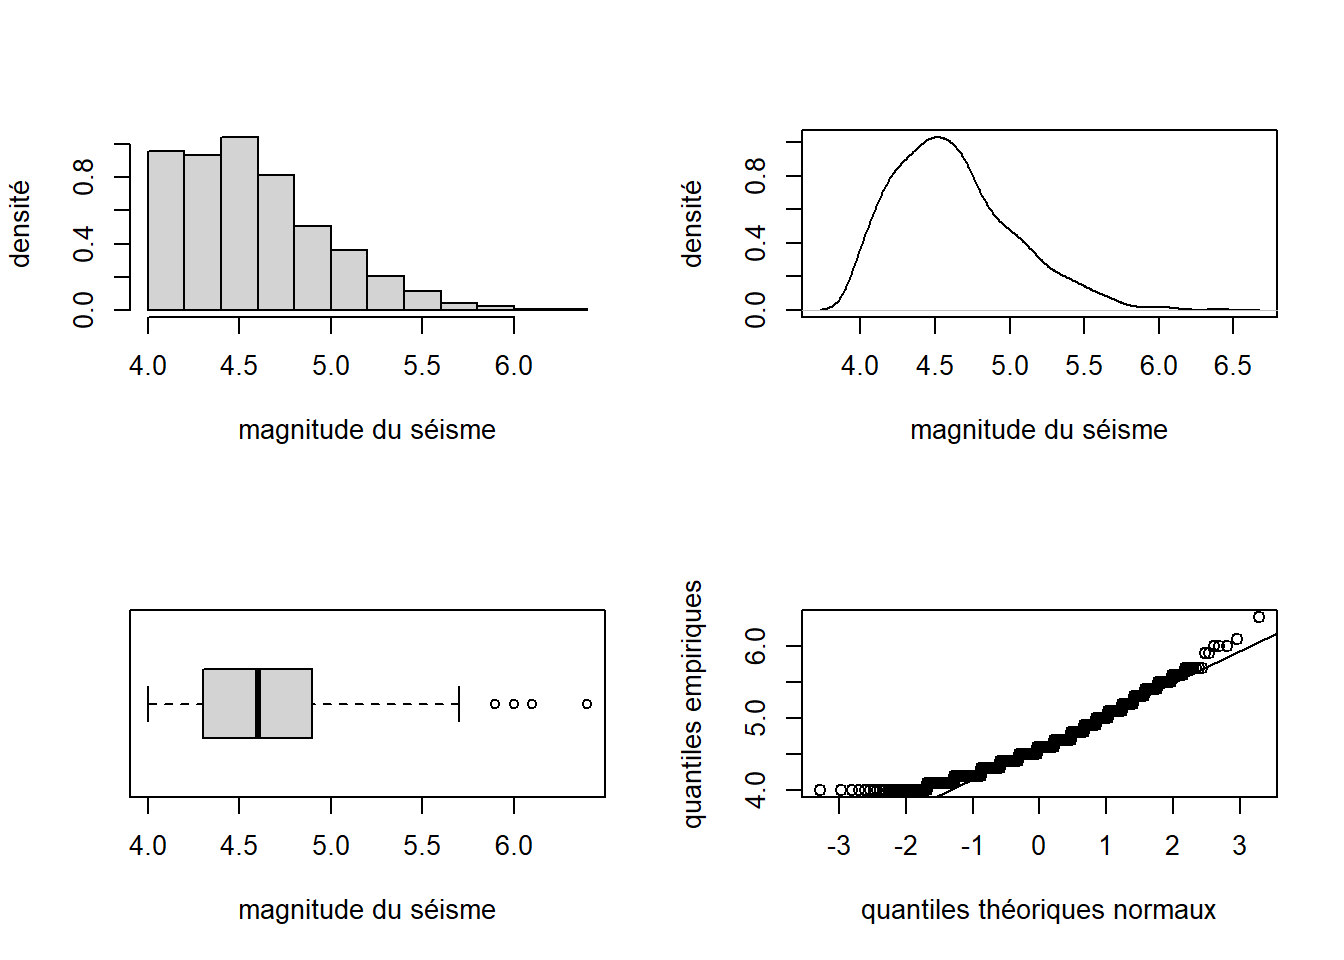 densité
0.0 0.4 0.8
4.0 4.5 5.0 5.5 6.0
magnitude du séisme
densité
0.0 0.4 0.8
4.0 4.5 5.0 5.5 6.0 6.5
magnitude du séisme
4.0 4.5 5.0 5.5 6.0
magnitude du séisme
quantiles empiriques
4.0 5.0 6.0
-3 -2 -1 0 1 2 3
quantiles théoriques normaux